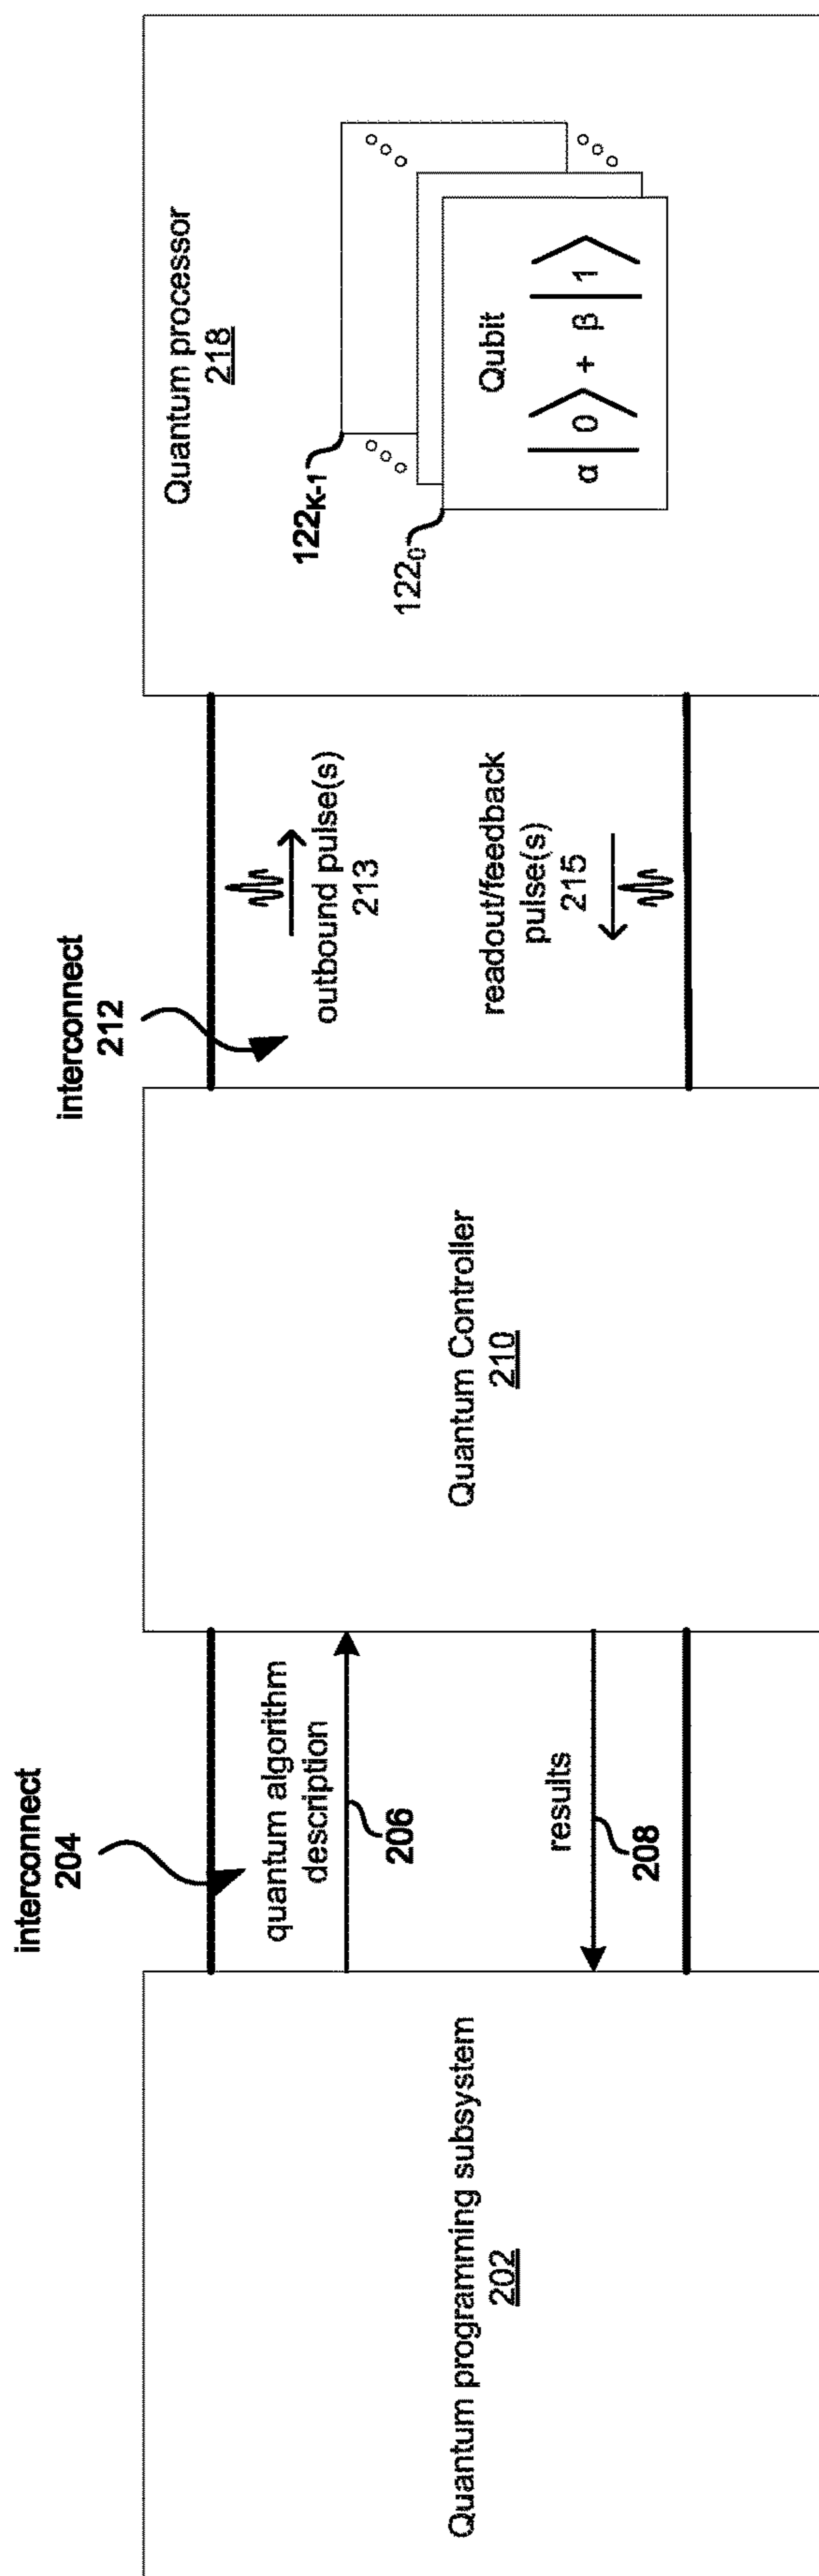 Quantum programming subsystem
202
interconnect
204
quantum algorithm
description
206
results
208
Quantum Controller
210
interconnect
212
outbound pulse(s)
213
readout/feedback
pulse(s)
215
Quantum processor
218
122K-1
1220
Qubit
α|0⟩ + β|1⟩